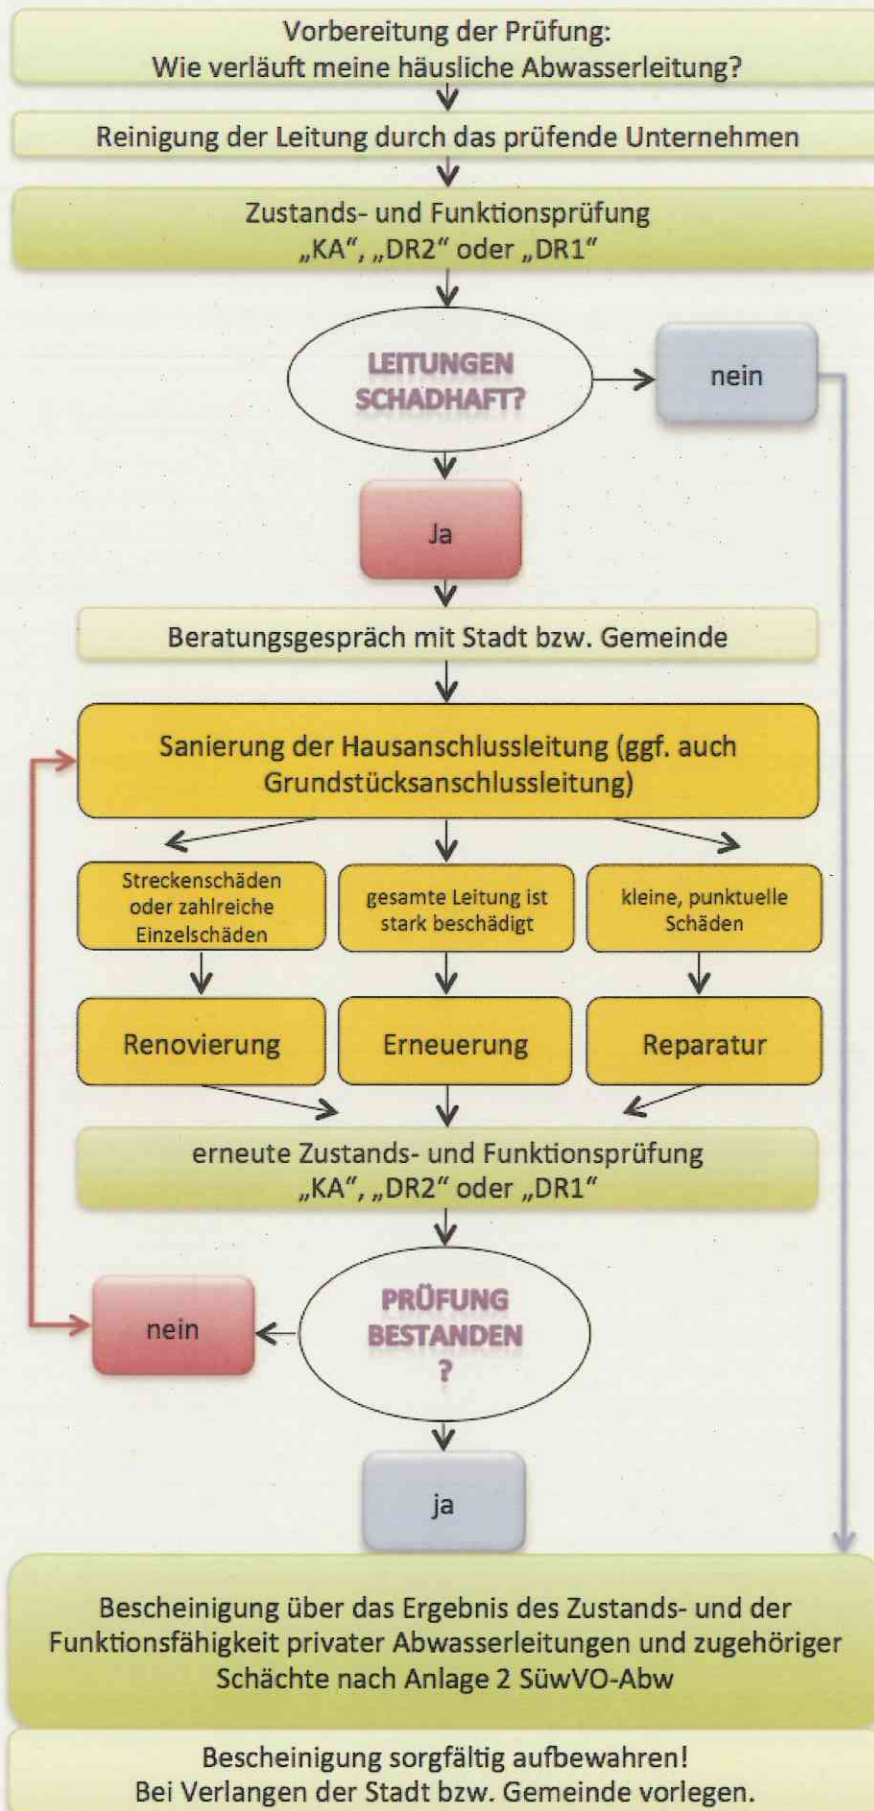 Vorbereitung der Prüfung:
Wie verläuft meine häusliche Abwasserleitung?
Reinigung der Leitung durch das prüfende Unternehmen
Zustands- und Funktionsprüfung
„KA“, „DR2“ oder „DR1“
LEITUNGEN
SCHADHAFT?
nein
Ja
Beratungsgespräch mit Stadt bzw. Gemeinde
Sanierung der Hausanschlussleitung (ggf. auch
Grundstücksanschlussleitung)
Streckenschäden
oder zahlreiche
Einzelschäden
gesamte Leitung ist
stark beschädigt
kleine, punktuelle
Schäden
Renovierung
Erneuerung
Reparatur
erneute Zustands- und Funktionsprüfung
„KA“, „DR2“ oder „DR1“
PRÜFUNG
BESTANDEN
?
nein
ja
Bescheinigung über das Ergebnis des Zustands- und der
Funktionsfähigkeit privater Abwasserleitungen und zugehöriger
Schächte nach Anlage 2 SüwVO-Abw
Bescheinigung sorgfältig aufbewahren!
Bei Verlangen der Stadt bzw. Gemeinde vorlegen.